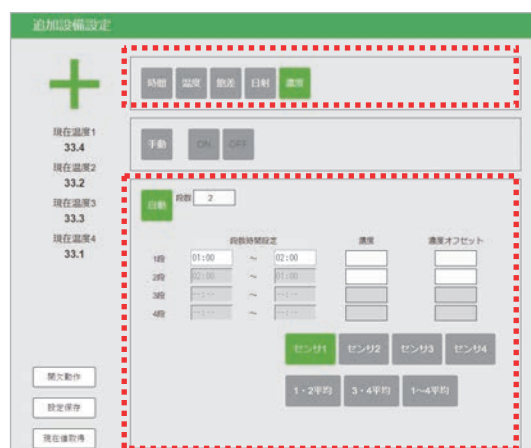 追加設備設定
時間 温度 飽差 日射 濃度
手動 ON OFF
現在温度1
33.4
現在温度2
33.2
現在温度3
33.3
現在温度4
33.1
自動 段数 2
段数時間設定 濃度 濃度オフセット
1段 01:00 ~ 02:00
2段 02:00 ~ 01:00
3段 --:-- ~ --:--
4段 --:-- ~ --:--
センサ1 センサ2 センサ3 センサ4
1・2平均 3・4平均 1~4平均
間欠動作
設定保存
現在値取得